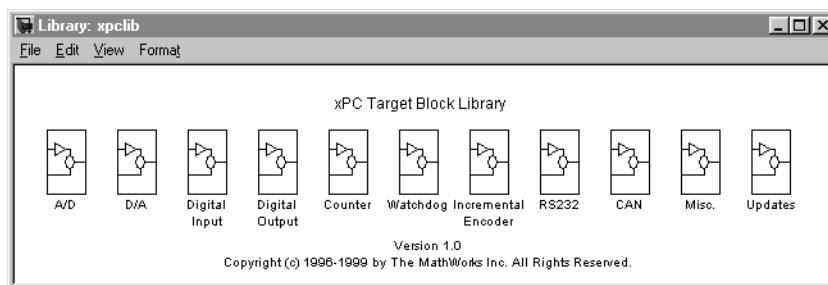 Library: xpclib
File Edit View Format
xPC Target Block Library
A/D D/A Digital Input Digital Output Counter Watchdog Incremental Encoder RS232 CAN Misc. Updates
Version 1.0
Copyright (c) 1996-1999 by The MathWorks Inc. All Rights Reserved.